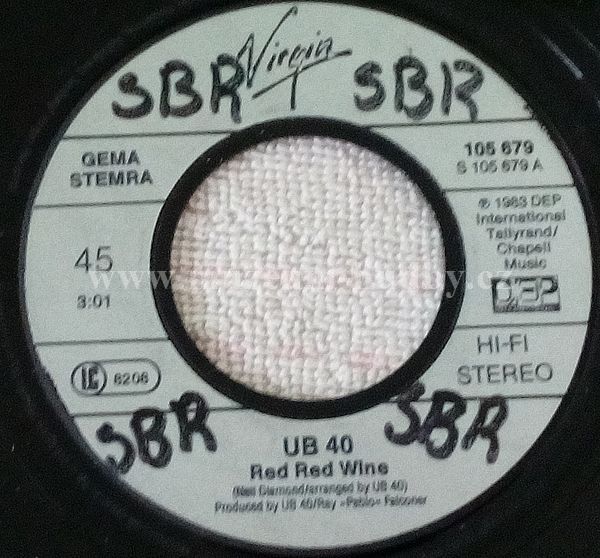 Virgin
SBR SBR
GEMA
STEMRA
105 679
S 105 679 A
℗ 1983 DEP
International
Tallyrand/
Chapell
Music
DEP
45
3:01
LC 6206
HI-FI
STEREO
SBR SBR
UB 40
Red Red Wine
(Neil Diamond/arranged by UB 40)
Produced by UB 40/Ray »Pablo« Falconer